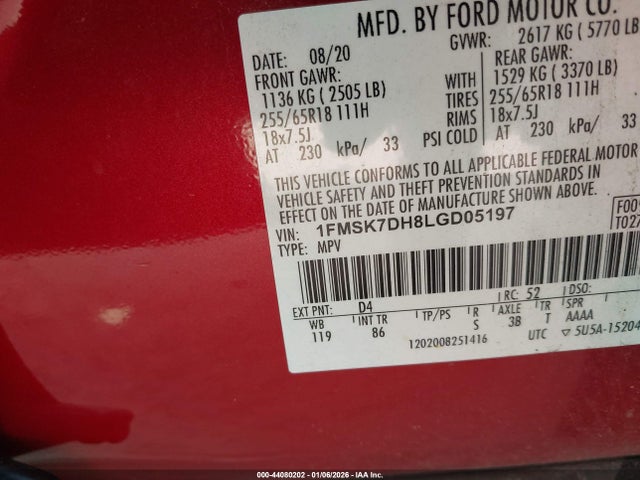 MFD. BY FORD MOTOR CO.
DATE: 08/20 GVWR: 2617 KG ( 5770 LB
FRONT GAWR: REAR GAWR:
1136 KG ( 2505 LB) WITH 1529 KG ( 3370 LB)
255/65R18 111H TIRES 255/65R18 111H
18x7.5J RIMS 18x7.5J
AT 230 kPa/ 33 PSI COLD AT 230 kPa/ 33
THIS VEHICLE CONFORMS TO ALL APPLICABLE FEDERAL MOTOR
VEHICLE SAFETY AND THEFT PREVENTION STANDARDS IN
EFFECT ON THE DATE OF MANUFACTURE SHOWN ABOVE.
VIN: 1FMSK7DH8LGD05197
TYPE: MPV
F009
T027
EXT PNT: D4 RC: 52 DSO:
WB INT TR TP/PS R AXLE TR SPR
119 86 S 3B T AAAA
1202008251416 UTC ▽ 5U5A-15204
000-44080202 - 01/06/2026 - IAA Inc.